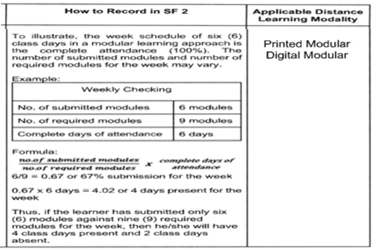 How to Record in SF 2
Applicable Distance
Learning Modality
To illustrate, the week schedule of six (6)
class days in a modular learning approach is
the complete attendance (100%). The
number of submitted modules and number of
required modules for the week may vary.
Example:
Weekly Checking
No. of submitted modules 6 modules
No. of required modules 9 modules
Complete days of attendance 6 days
Formula:
no.of submitted modules x complete days of
no.of required modules attendance
6/9 = 0.67 or 67% submission for the week
0.67 x 6 days = 4.02 or 4 days present for the
week
Thus, if the learner has submitted only six
(6) modules against nine (9) required
modules for the week, then he/she will have
4 class days present and 2 class days
absent.
Printed Modular
Digital Modular